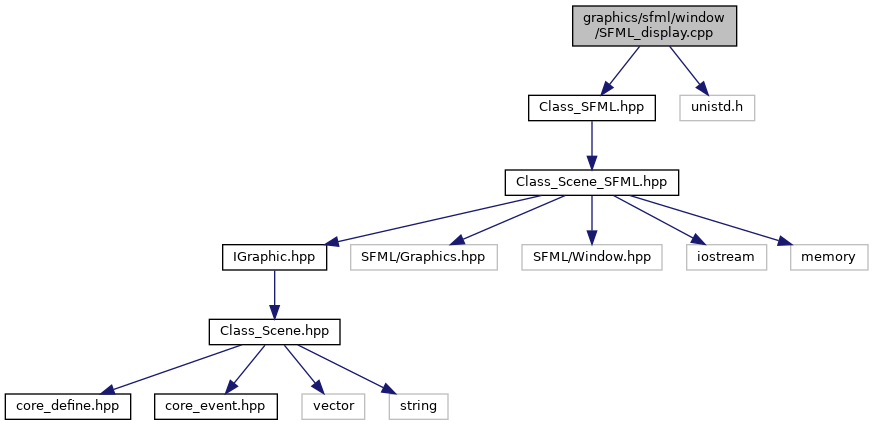 graphics/sfml/window
/SFML_display.cpp
Class_SFML.hpp
unistd.h
Class_Scene_SFML.hpp
IGraphic.hpp
SFML/Graphics.hpp
SFML/Window.hpp
iostream
memory
Class_Scene.hpp
core_define.hpp
core_event.hpp
vector
string